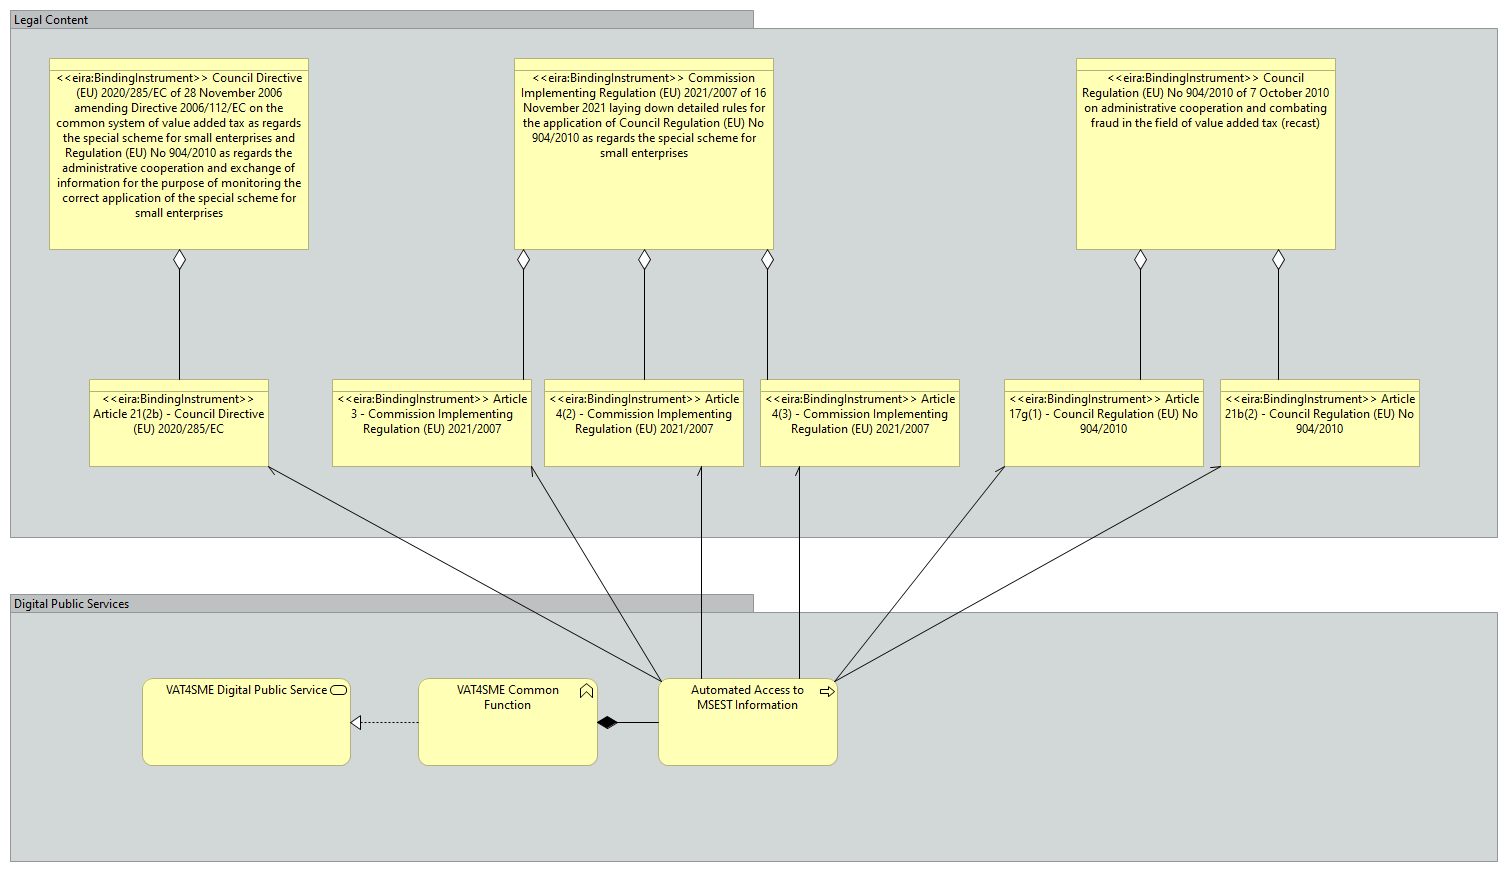 Legal Content
<<eira:BindingInstrument>> Council Directive
(EU) 2020/285/EC of 28 November 2006
amending Directive 2006/112/EC on the
common system of value added tax as regards
the special scheme for small enterprises and
Regulation (EU) No 904/2010 as regards the
administrative cooperation and exchange of
information for the purpose of monitoring the
correct application of the special scheme for
small enterprises
<<eira:BindingInstrument>> Commission
Implementing Regulation (EU) 2021/2007 of 16
November 2021 laying down detailed rules for
the application of Council Regulation (EU) No
904/2010 as regards the special scheme for
small enterprises
<<eira:BindingInstrument>> Council
Regulation (EU) No 904/2010 of 7 October 2010
on administrative cooperation and combating
fraud in the field of value added tax (recast)
<<eira:BindingInstrument>>
Article 21(2b) - Council Directive
(EU) 2020/285/EC
<<eira:BindingInstrument>> Article
3 - Commission Implementing
Regulation (EU) 2021/2007
<<eira:BindingInstrument>> Article
4(2) - Commission Implementing
Regulation (EU) 2021/2007
<<eira:BindingInstrument>> Article
4(3) - Commission Implementing
Regulation (EU) 2021/2007
<<eira:BindingInstrument>> Article
17g(1) - Council Regulation (EU) No
904/2010
<<eira:BindingInstrument>> Article
21b(2) - Council Regulation (EU) No
904/2010
Digital Public Services
VAT4SME Digital Public Service
VAT4SME Common
Function
Automated Access to
MSEST Information